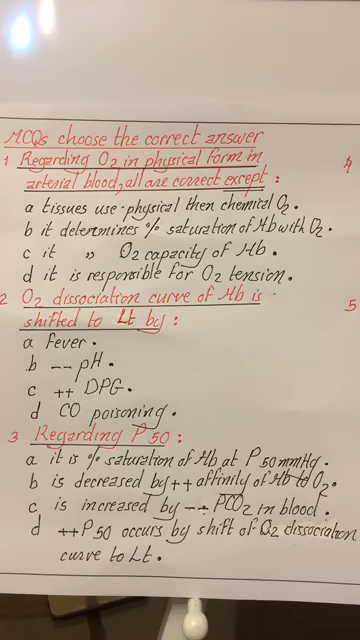 MCQs choose the correct answer
1 Regarding O2 in physical form in
arterial blood, all are correct except:
a tissues use physical then chemical O2.
b it determines % saturation of Hb with O2.
c it " O2 capacity of Hb.
d it is responsible for O2 tension.
2 O2 dissociation curve of Hb is
shifted to Lt by:
a Fever.
b -- pH.
c ++ DPG.
d CO poisoning.
3 Regarding P50:
a it is % saturation of Hb at P50mmHg.
b is decreased by ++ affinity of Hb to O2.
c is increased by -- PCO2 in blood.
d ++P50 occurs by shift of O2 dissociation
curve to Lt.
4
5